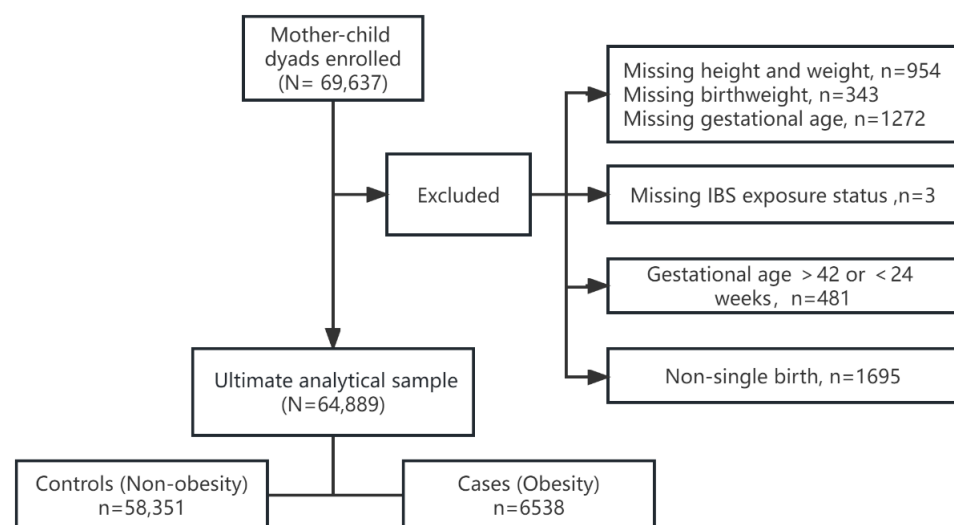 Mother-child
dyads enrolled
(N= 69,637)
Missing height and weight, n=954
Missing birthweight, n=343
Missing gestational age, n=1272
Excluded
Missing IBS exposure status ,n=3
Gestational age >42 or <24
weeks, n=481
Ultimate analytical sample
(N=64,889)
Non-single birth, n=1695
Controls (Non-obesity)
n=58,351
Cases (Obesity)
n=6538